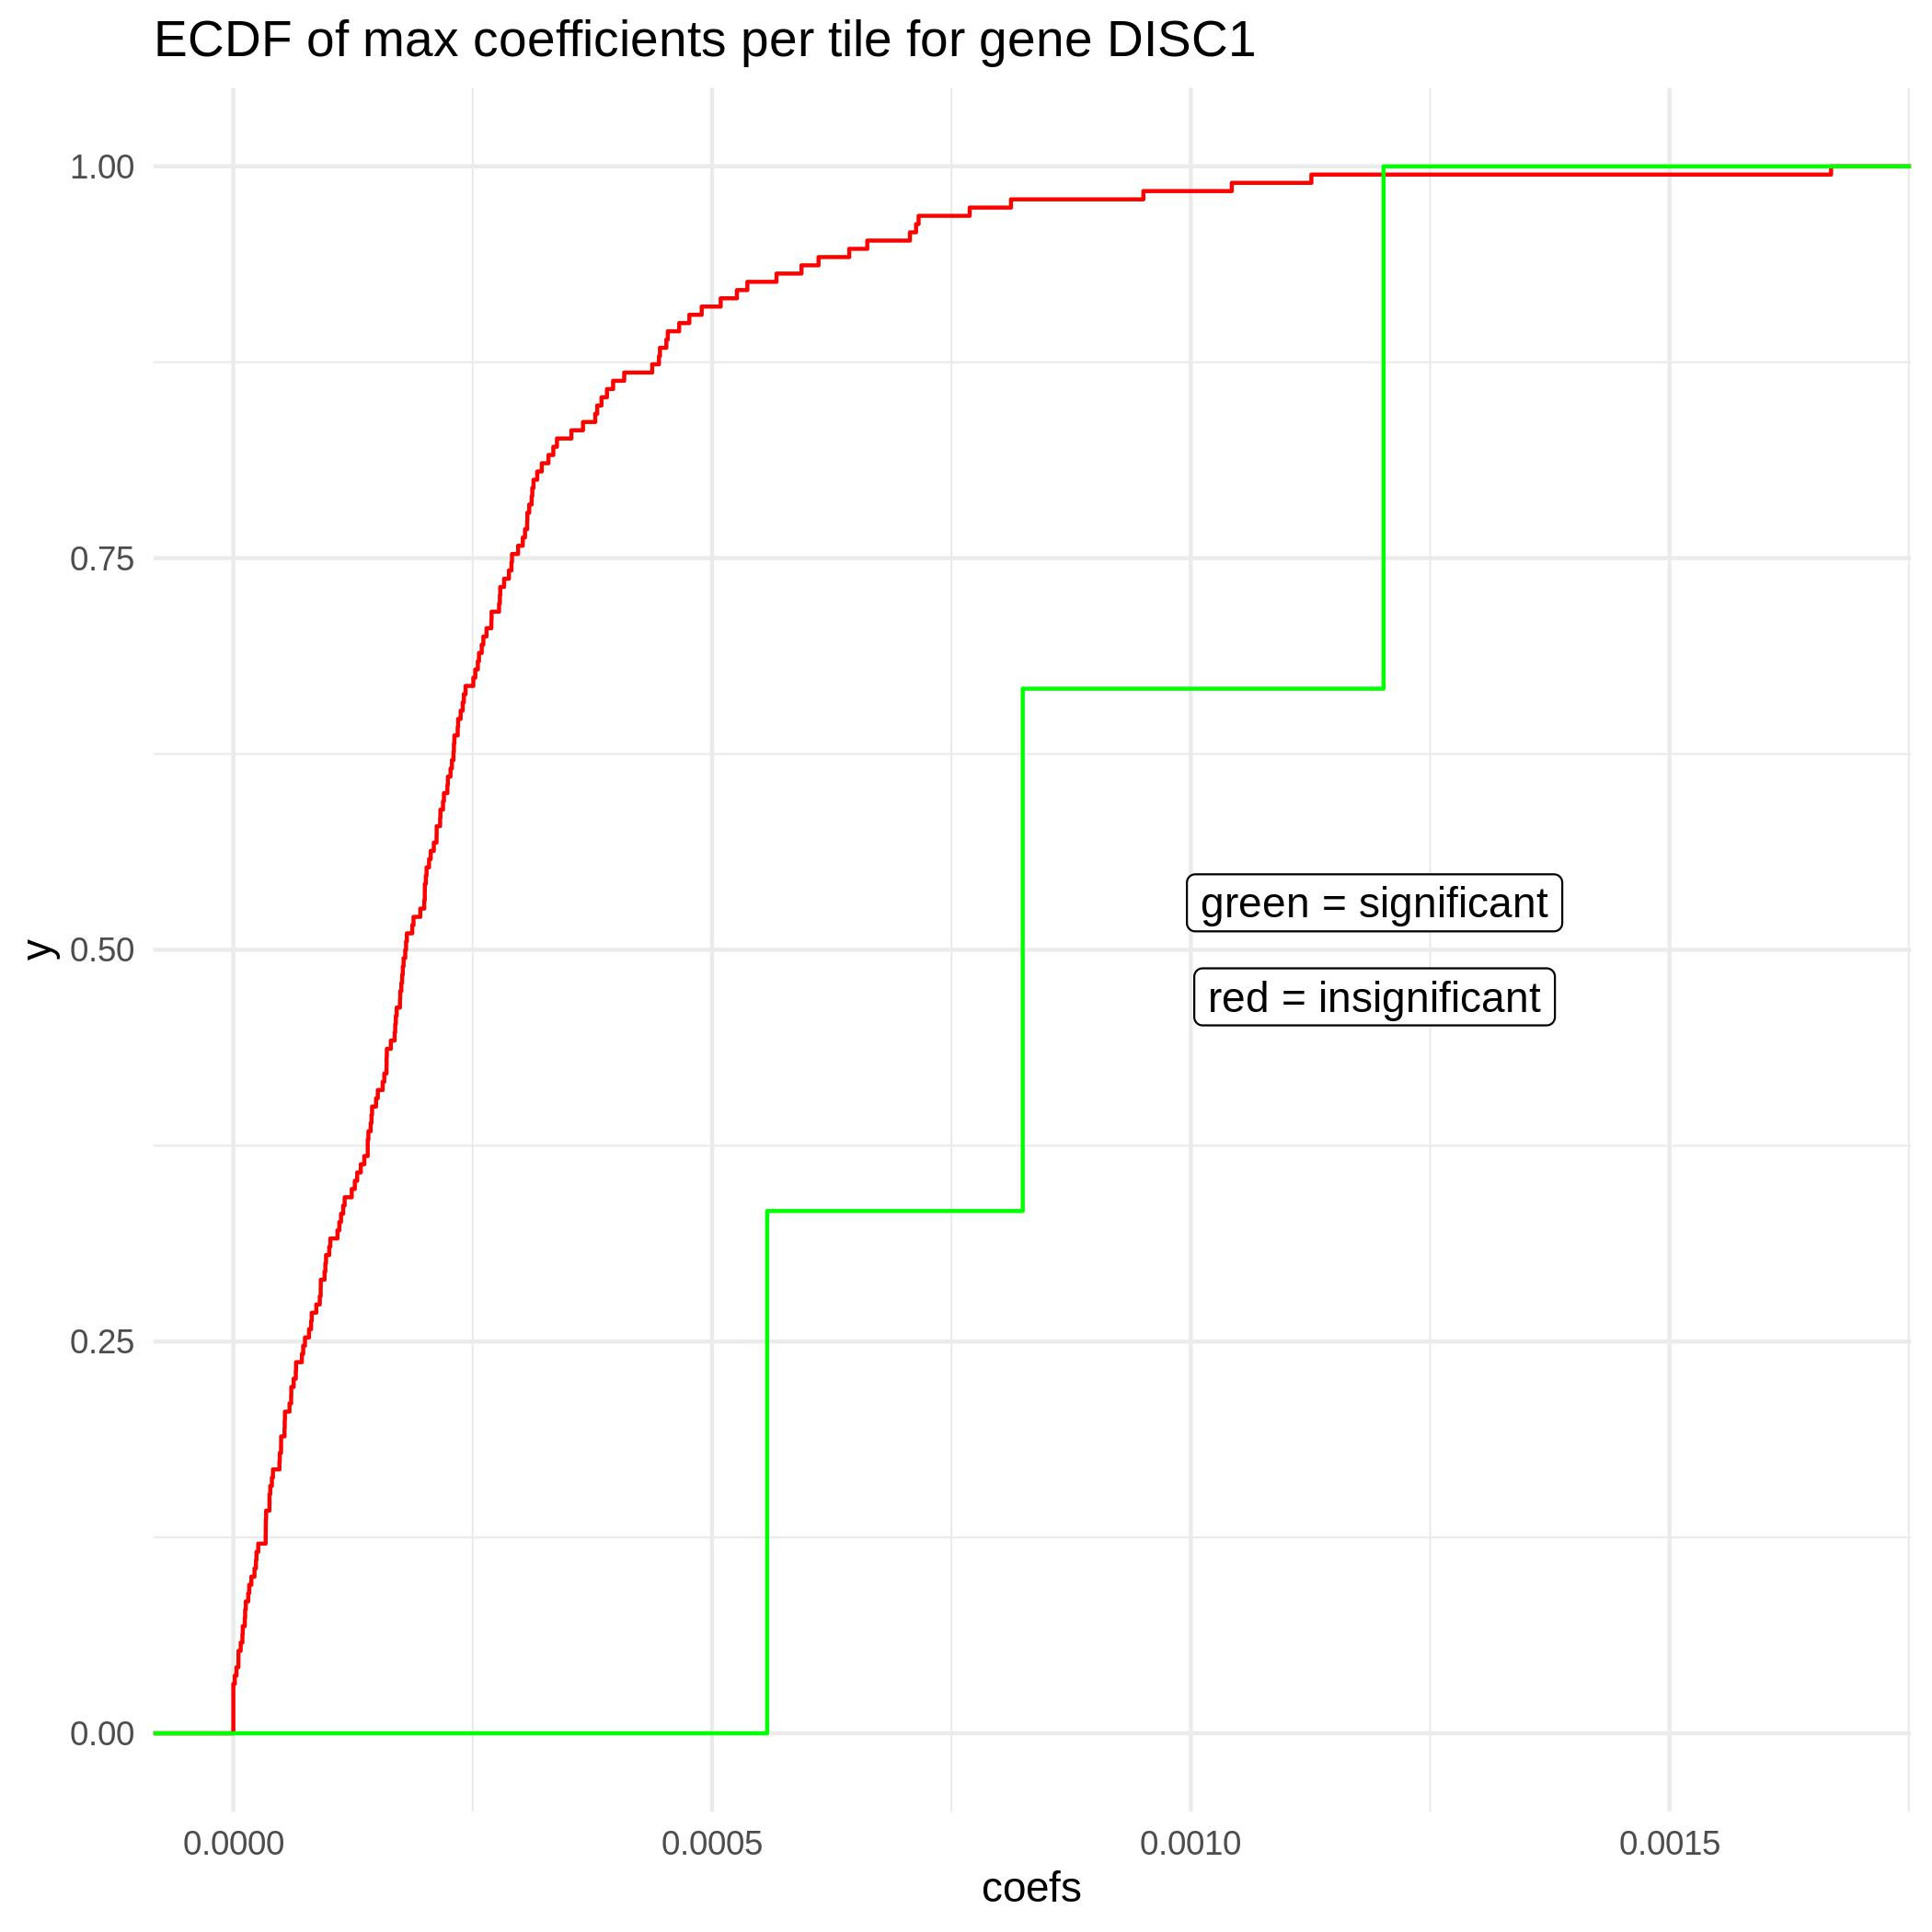 ECDF of max coefficients per tile for gene DISC1
1.00
0.75
y
0.50
0.25
0.00
green = significant
red = insignificant
0.0000
0.0005
0.0010
0.0015
coefs